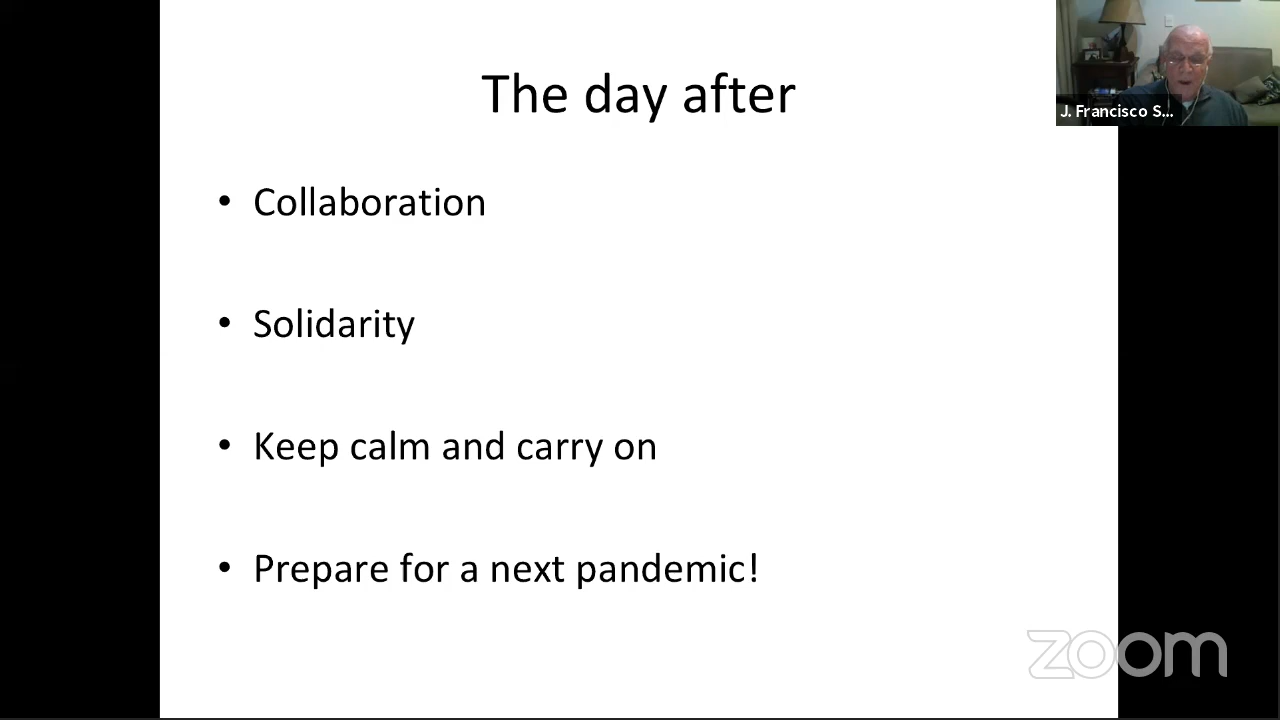 The day after
J. Francisco S...
• Collaboration
• Solidarity
• Keep calm and carry on
• Prepare for a next pandemic!
zoom